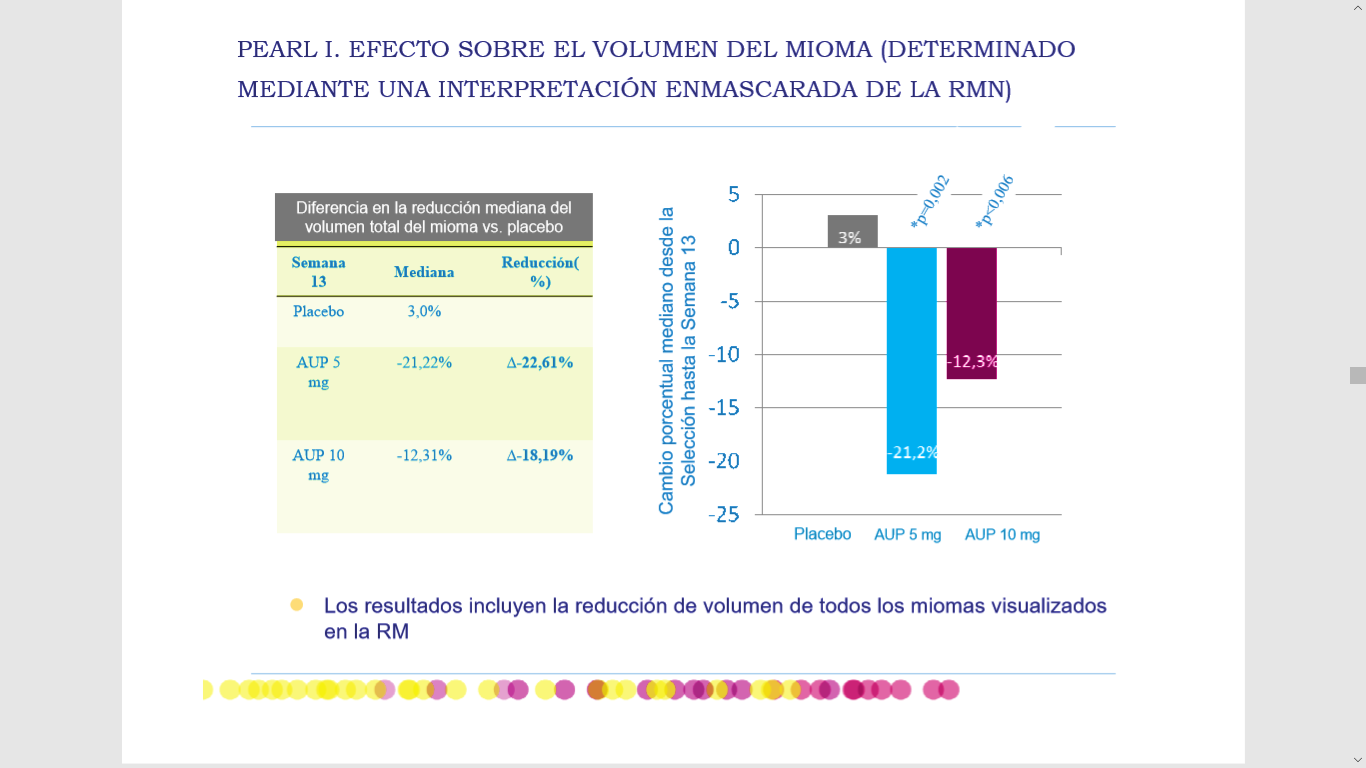 PEARL I. EFECTO SOBRE EL VOLUMEN DEL MIOMA (DETERMINADO
MEDIANTE UNA INTERPRETACIÓN ENMASCARADA DE LA RMN)
Diferencia en la reducción mediana del
volumen total del mioma vs. placebo
Semana
13
Mediana
Reducción(
%)
Placebo
3,0%
AUP 5
mg
-21,22%
Δ-22,61%
AUP 10
mg
-12,31%
Δ-18,19%
Cambio porcentual mediano desde la
Selección hasta la Semana 13
5
0
-5
-10
-15
-20
-25
3%
-21,2%
-12,3%
*p=0,002
*p<0,006
Placebo
AUP 5 mg
AUP 10 mg
Los resultados incluyen la reducción de volumen de todos los miomas visualizados
en la RM